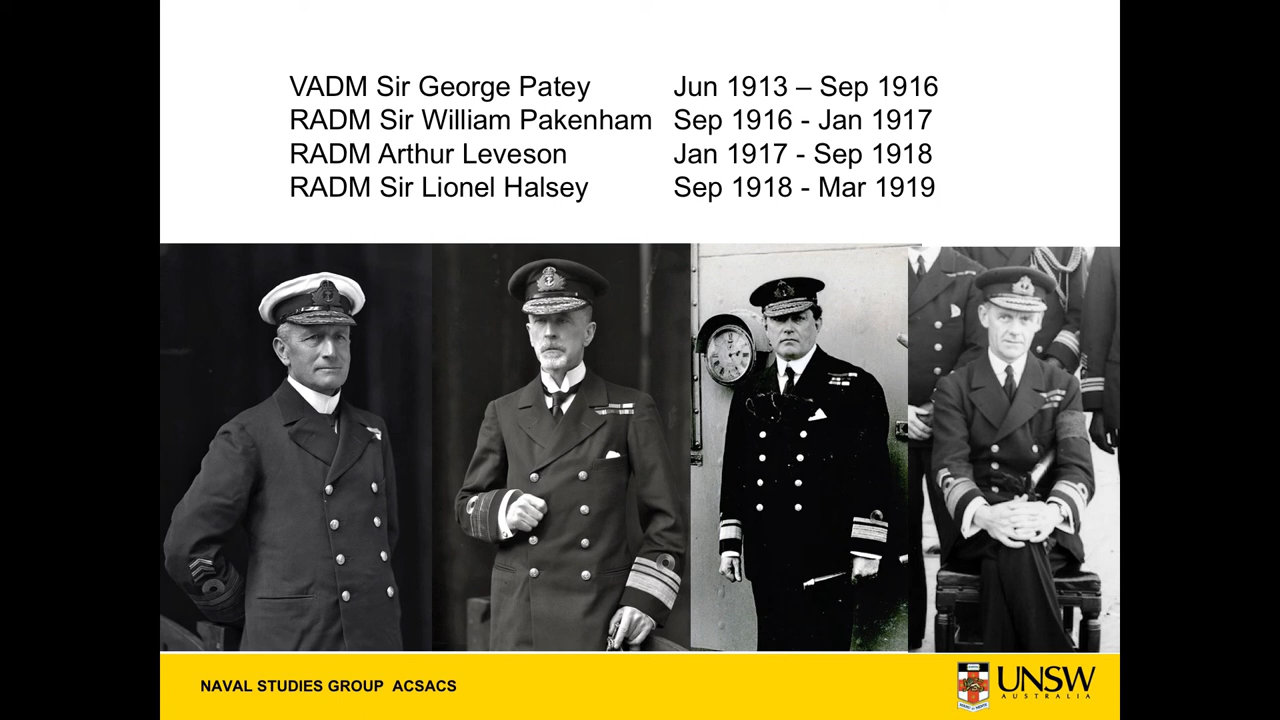 VADM Sir George Patey Jun 1913 – Sep 1916
RADM Sir William Pakenham Sep 1916 - Jan 1917
RADM Arthur Leveson Jan 1917 - Sep 1918
RADM Sir Lionel Halsey Sep 1918 - Mar 1919
NAVAL STUDIES GROUP ACSACS
UNSW
AUSTRALIA